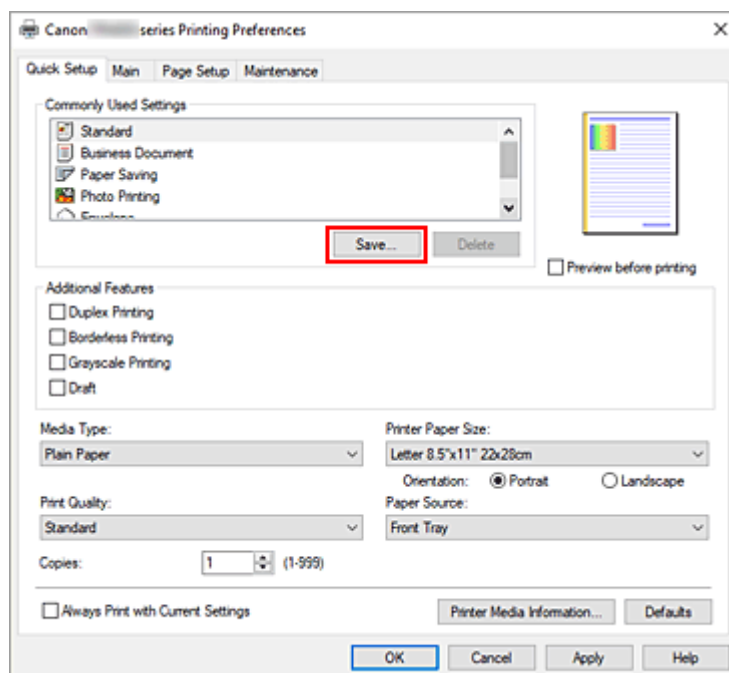 Canon series Printing Preferences
Quick Setup Main Page Setup Maintenance
Commonly Used Settings
Standard
Business Document
Paper Saving
Photo Printing
Envelope
Save... Delete
Preview before printing
Additional Features
Duplex Printing
Borderless Printing
Grayscale Printing
Draft
Media Type: Printer Paper Size:
Plain Paper Letter 8.5"x11" 22x28cm
Orientation: Portrait Landscape
Print Quality: Paper Source:
Standard Front Tray
Copies: 1 (1-999)
Always Print with Current Settings Printer Media Information... Defaults
OK Cancel Apply Help